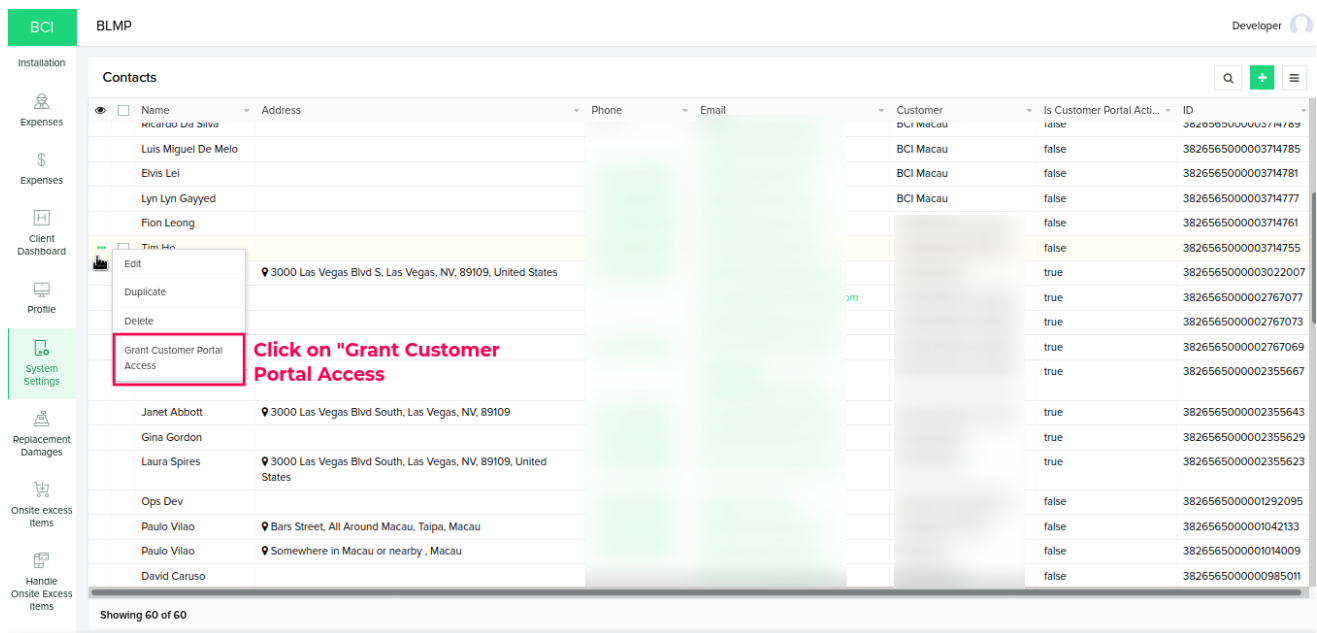 BCI
BLMP
Developer
Installation
Expenses
Expenses
Client
Dashboard
Profile
System
Settings
Replacement
Damages
Onsite excess
Items
Handle
Onsite Excess
Items
Contacts
Name Address Phone Email Customer Is Customer Portal Acti... ID
Ricardo Da Silva BCI Macau false 3826565000003714789
Luis Miguel De Melo BCI Macau false 3826565000003714785
Elvis Lei BCI Macau false 3826565000003714781
Lyn Lyn Gayyed BCI Macau false 3826565000003714777
Fion Leong false 3826565000003714761
Tim Ho false 3826565000003714755
3000 Las Vegas Blvd S, Las Vegas, NV, 89109, United States true 3826565000003022007
om true 3826565000002767077
true 3826565000002767073
true 3826565000002767069
true 3826565000002355667
Edit
Duplicate
Delete
Grant Customer Portal
Access
Click on "Grant Customer
Portal Access
Janet Abbott 3000 Las Vegas Blvd South, Las Vegas, NV, 89109 true 3826565000002355643
Gina Gordon true 3826565000002355629
Laura Spires 3000 Las Vegas Blvd South, Las Vegas, NV, 89109, United true 3826565000002355623
States
Ops Dev false 3826565000001292095
Paulo Vilao Bars Street, All Around Macau, Taipa, Macau false 3826565000001042133
Paulo Vilao Somewhere in Macau or nearby , Macau false 3826565000001014009
David Caruso false 3826565000000985011
Showing 60 of 60